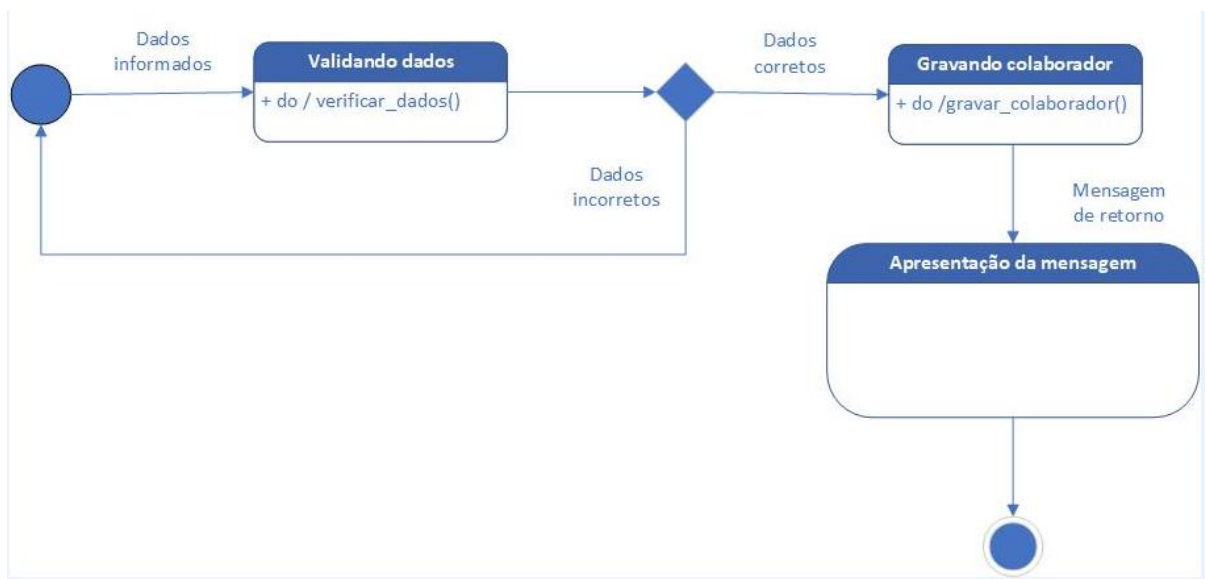 Dados
informados
Validando dados
+ do / verificar_dados()
Dados
corretos
Gravando colaborador
+ do /gravar_colaborador()
Dados
incorretos
Mensagem
de retorno
Apresentação da mensagem